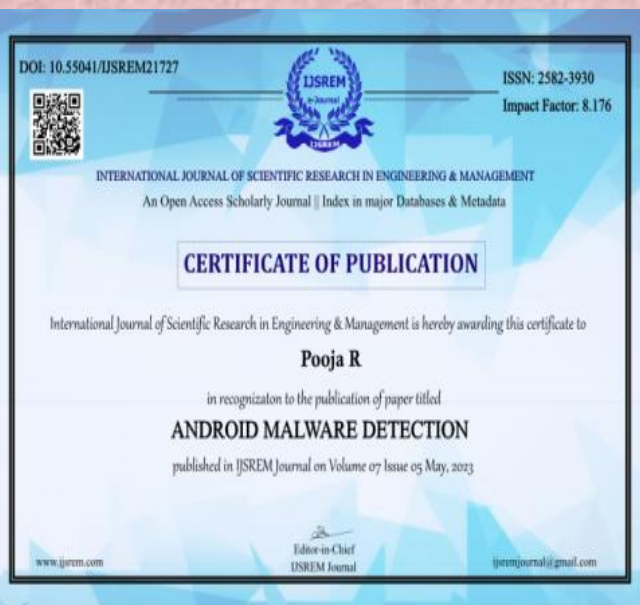 DOI: 10.55041/IJSREM21727
IJSREM
e-Journal
IJSREM
ISSN: 2582-3930
Impact Factor: 8.176
INTERNATIONAL JOURNAL OF SCIENTIFIC RESEARCH IN ENGINEERING & MANAGEMENT
An Open Access Scholarly Journal || Index in major Databases & Metadata
CERTIFICATE OF PUBLICATION
International Journal of Scientific Research in Engineering & Management is hereby awarding this certificate to
Pooja R
in recognizaton to the publication of paper titled
ANDROID MALWARE DETECTION
published in IJSREM Journal on Volume 07 Issue 05 May, 2023
Editor-in-Chief
IJSREM Journal
www.ijsrem.com
ijsremjournal@gmail.com